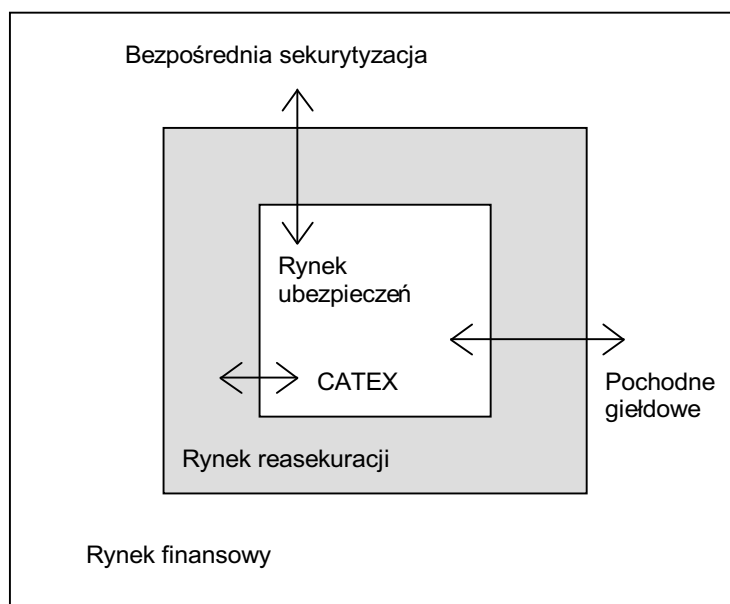 Bezpośrednia sekurytyzacja
Rynek
ubezpieczeń
CATEX
Pochodne
giełdowe
Rynek reasekuracji
Rynek finansowy